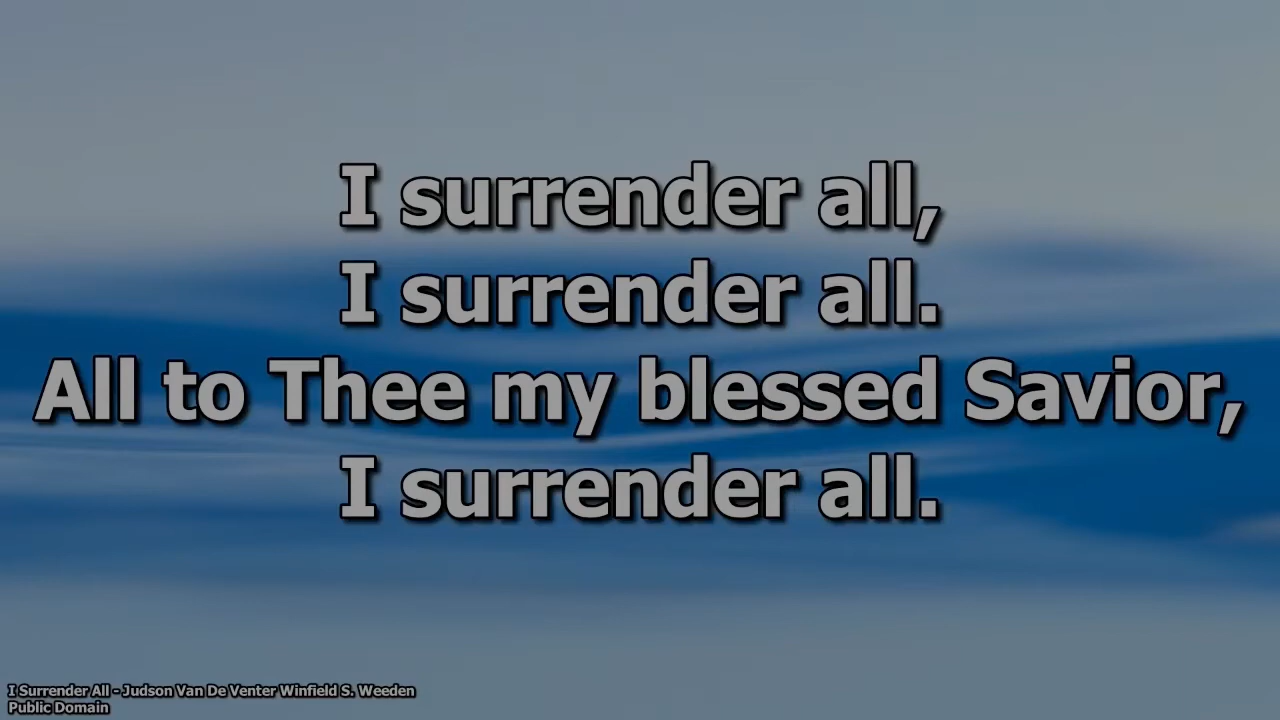 I surrender all,
I surrender all.
All to Thee my blessed Savior,
I surrender all.
I Surrender All - Judson Van De Venter Winfield S. Weeden
Public Domain